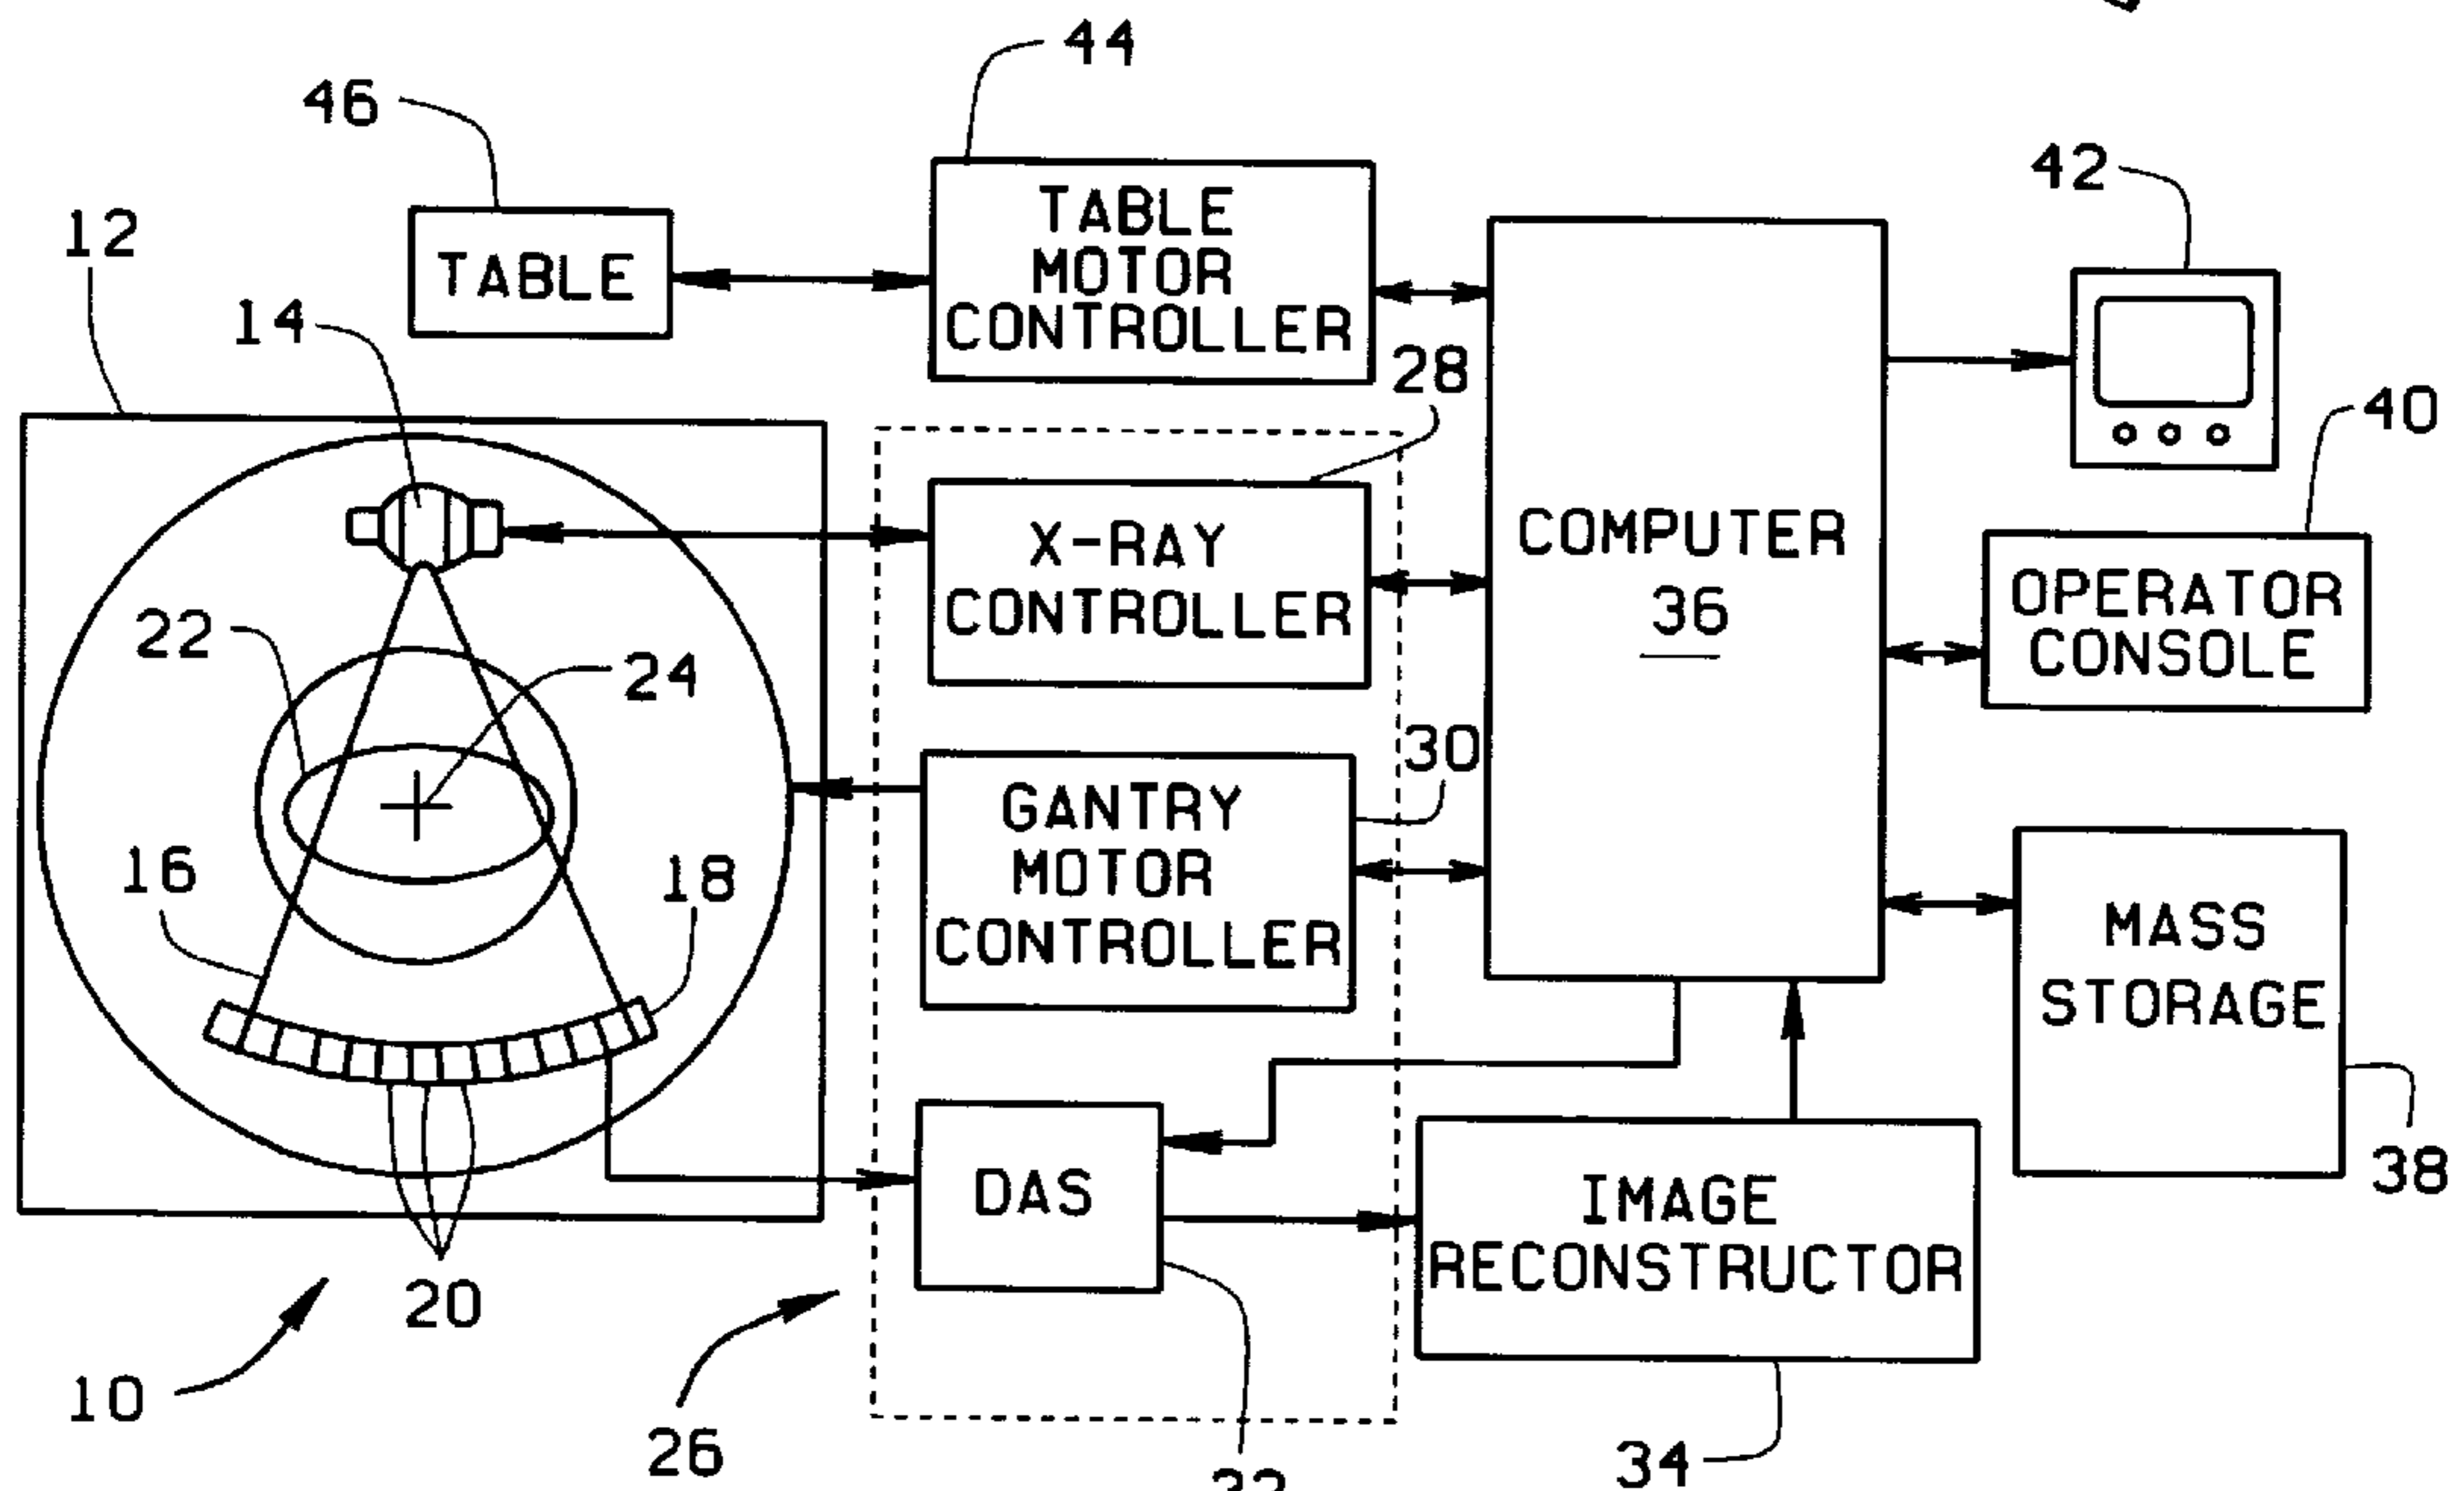 44
46
42
12
TABLE
MOTOR
CONTROLLER
TABLE
14
28
40
X-RAY
CONTROLLER
COMPUTER
36
OPERATOR
CONSOLE
22
24
30
GANTRY
MOTOR
CONTROLLER
16
18
MASS
STORAGE
38
DAS
IMAGE
RECONSTRUCTOR
20
10
26
34